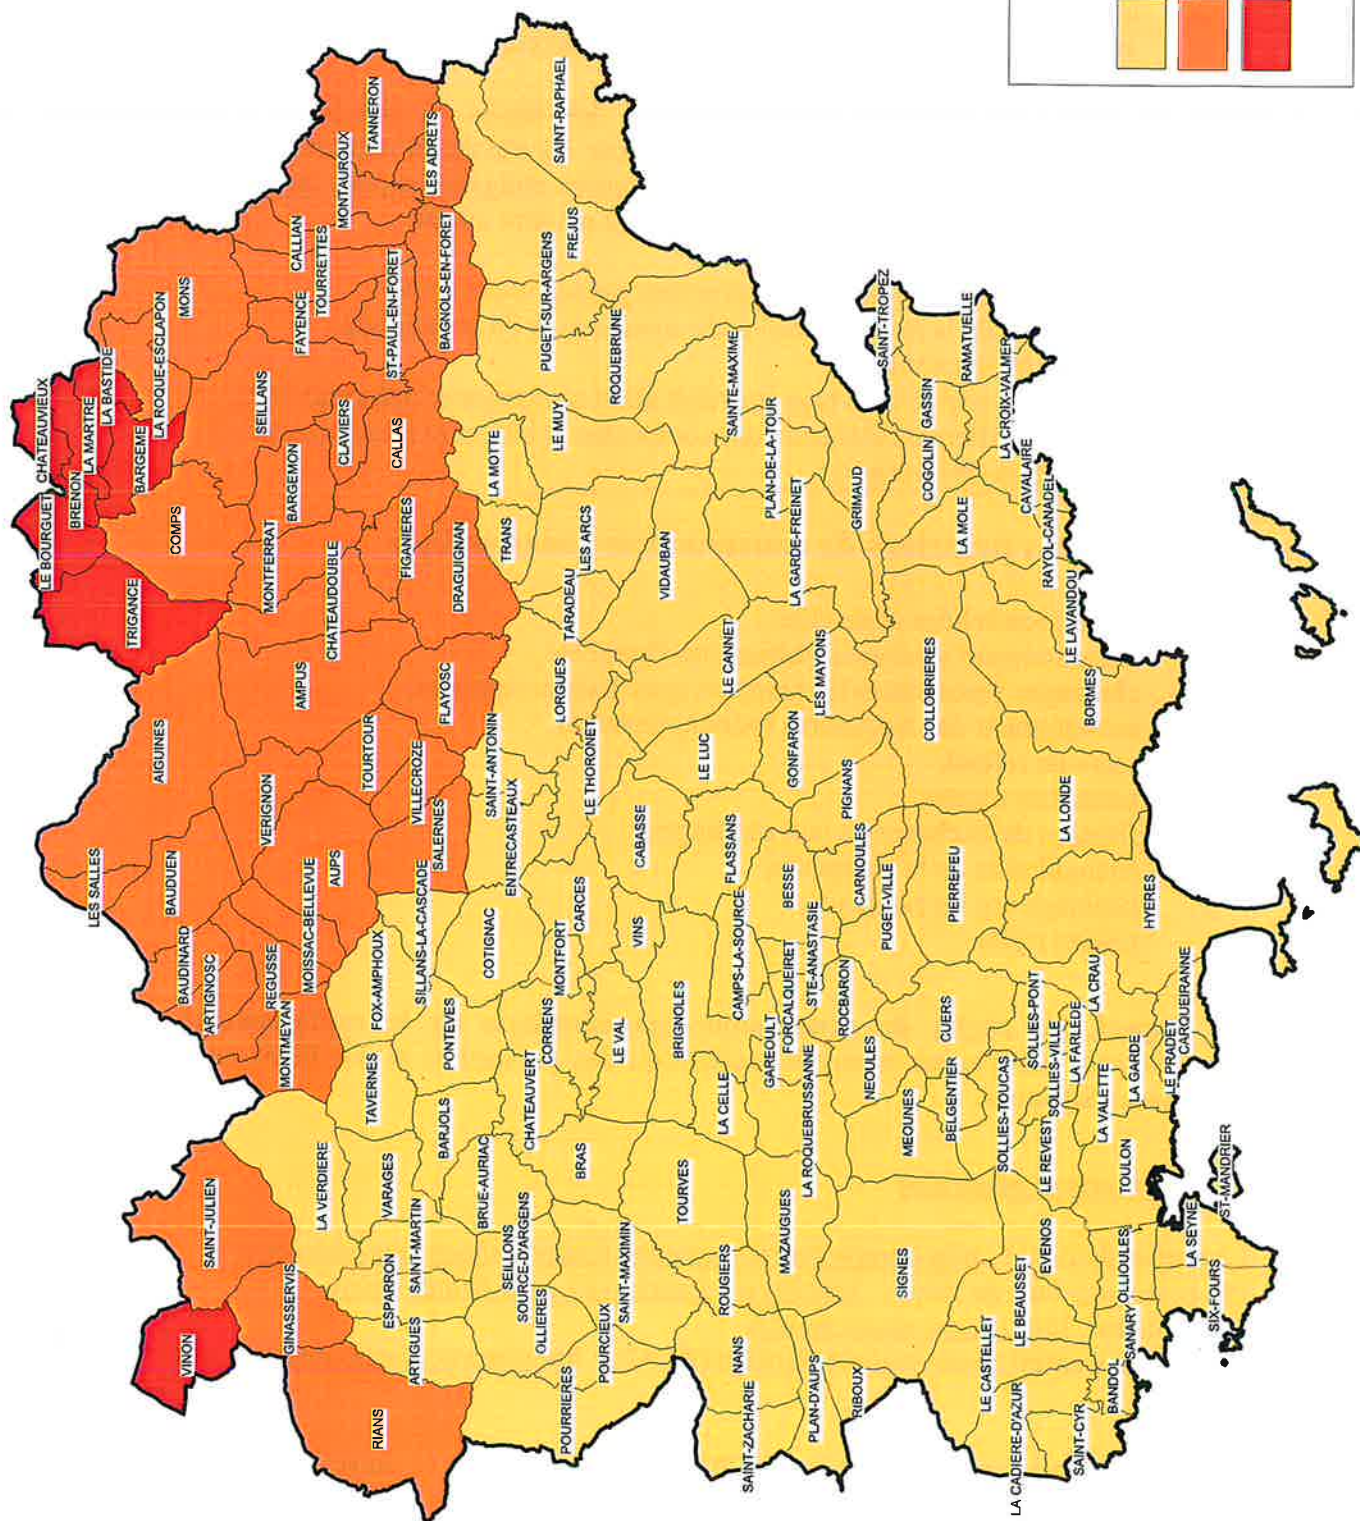 CHATEAUVIEUX
LE BOURGUET
LA MARTRE
BRENON
LA BASTIDE
BARGEME
LA ROQUE-ESCLAPON
MONS
TRIGANCE
COMPS
SEILLANS
CALLIAN
TOURRETTES
FAYENCE
MONTAUROUX
TANNERON
LES ADRETS
ST-PAUL-EN-FORET
BAGNOLS-EN-FORET
BARGEMON
CLAVIERS
CALLAS
MONTFERRAT
CHATEAUDOUBLE
FIGANIERES
DRAGUIGNAN
AIGUINES
LES SALLES
BAUDUEN
VERIGNON
AMPUS
TOURTOUR
FLAYOSC
VILLECROZE
SALERNES
AUPS
MOISSAC-BELLEVUE
BAUDINARD
ARTIGNOSC
REGUSSE
MONTMEYAN
SAINT-JULIEN
VINON
GINASSERVIS
RIANS
LA VERDIERE
VARAGES
SAINT-MARTIN
ESPARRON
ARTIGUES
TAVERNES
FOX-AMPHOUX
SILLANS-LA-CASCADE
PONTEVES
BARJOLS
BRUE-AURIAC
SEILLONS
SOURCE-D'ARGENS
OLLIERES
POURRIERES
POURCIEUX
SAINT-MAXIMIN
BRAS
CHATEAUVERT
CORRENS
MONTFORT
COTIGNAC
CARCES
ENTRECASTEAUX
SAINT-ANTONIN
LORGUES
LE THORONET
TARADEAU
LES ARCS
TRANS
LA MOTTE
LE MUY
PUGET-SUR-ARGENS
FREJUS
SAINT-RAPHAEL
ROQUEBRUNE
VIDAUBAN
CABASSE
VINS
LE VAL
BRIGNOLES
TOURVES
ROUGIERS
NANS
SAINT-ZACHARIE
PLAN-D'AUPS
RIBOUX
MAZAUGUES
LA CELLE
CAMPS-LA-SOURCE
FLASSANS
LE LUC
LE CANNET
SAINTE-MAXIME
PLAN-DE-LA-TOUR
LA GARDE-FREINET
GRIMAUD
LES MAYONS
GONFARON
PIGNANS
CARNOULES
BESSE
STE-ANASTASIE
FORCALQUEIRET
GAREOULT
LA ROQUEBRUSSANNE
ROCBARON
NEOULES
PUGET-VILLE
SAINT-TROPEZ
GASSIN
RAMATUELLE
COGOLIN
LA CROIX-VALMER
CAVALAIRE
LA MOLE
RAYOL-CANADEL
LE LAVANDOU
COLLOBRIERES
BORMES
PIERREFEU
LA LONDE
HYERES
CUERS
MEOUNES
BELGENTIER
SIGNES
SOLLIES-PONT
SOLLIES-TOUCAS
SOLLIES-VILLE
LA FARLEDE
LA CRAU
LE REVEST
LA VALETTE
LA GARDE
LE PRADET
CARQUEIRANNE
TOULON
EVENOS
LE BEAUSSET
LE CASTELLET
LA CADIERE-D'AZUR
SAINT-CYR
BANDOL
SANARY
OLLIOULES
LA SEYNE
SIX-FOURS
ST-MANDRIER